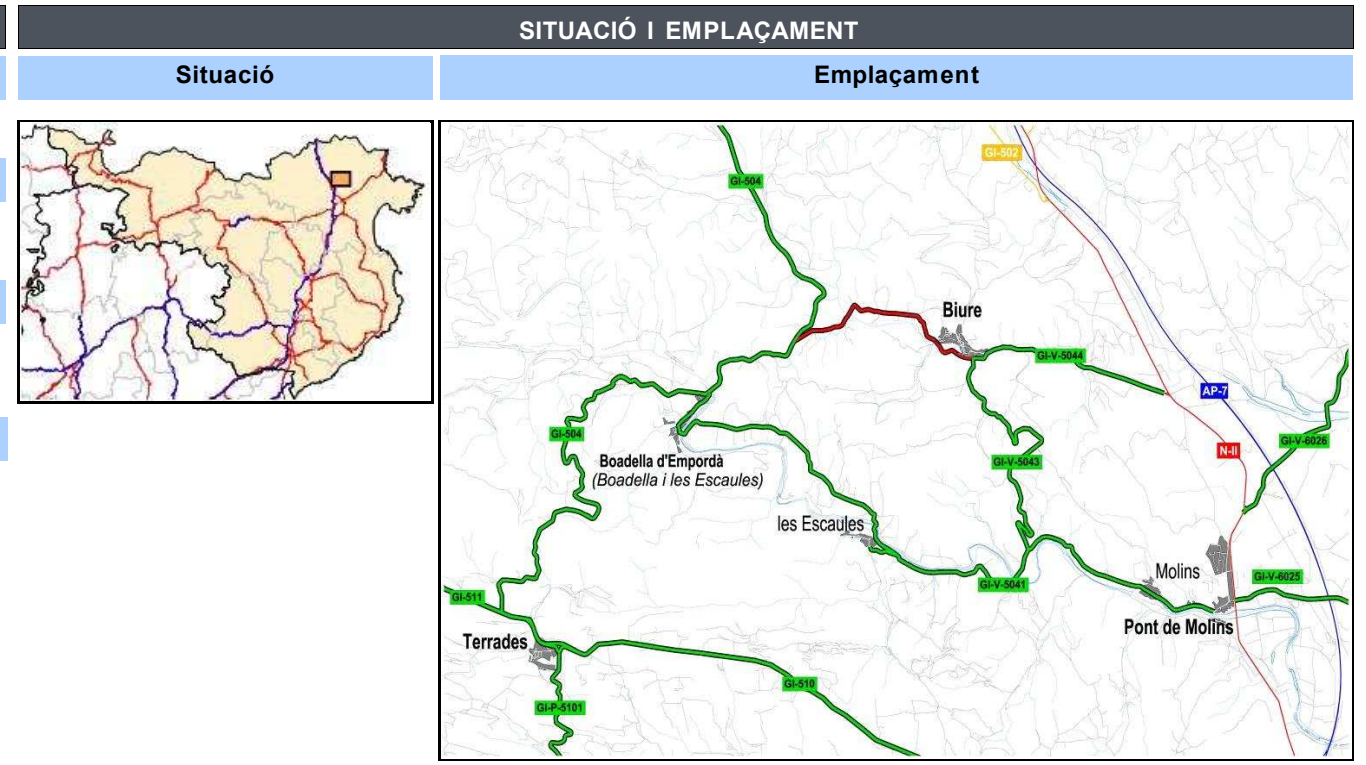 SITUACIÓ I EMPLAÇAMENT
Situació
Emplaçament
GI-502
GI-504
Biure
GI-V-5044
AP-7
GI-504
GI-V-6026
N-II
Boadella d'Empordà
(Boadella i les Escaules)
GI-V-5043
les Escaules
Molins
GI-V-6025
GI-V-5041
GI-511
Pont de Molins
Terrades
GI-510
GI-P-5101